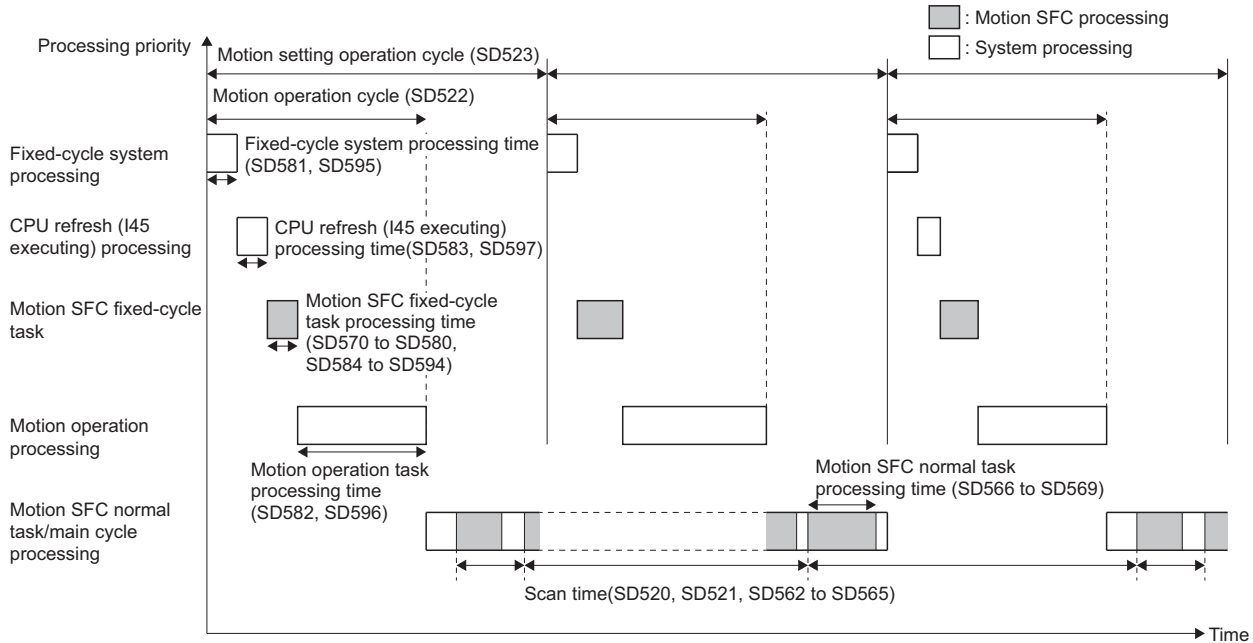 : Motion SFC processing
: System processing
Processing priority
Motion setting operation cycle (SD523)
Motion operation cycle (SD522)
Fixed-cycle system
processing
Fixed-cycle system processing time
(SD581, SD595)
CPU refresh (I45
executing) processing
CPU refresh (I45 executing)
processing time(SD583, SD597)
Motion SFC fixed-cycle
task
Motion SFC fixed-cycle
task processing time
(SD570 to SD580,
SD584 to SD594)
Motion operation
processing
Motion operation task
processing time
(SD582, SD596)
Motion SFC normal task
processing time (SD566 to SD569)
Motion SFC normal
task/main cycle
processing
Scan time(SD520, SD521, SD562 to SD565)
Time